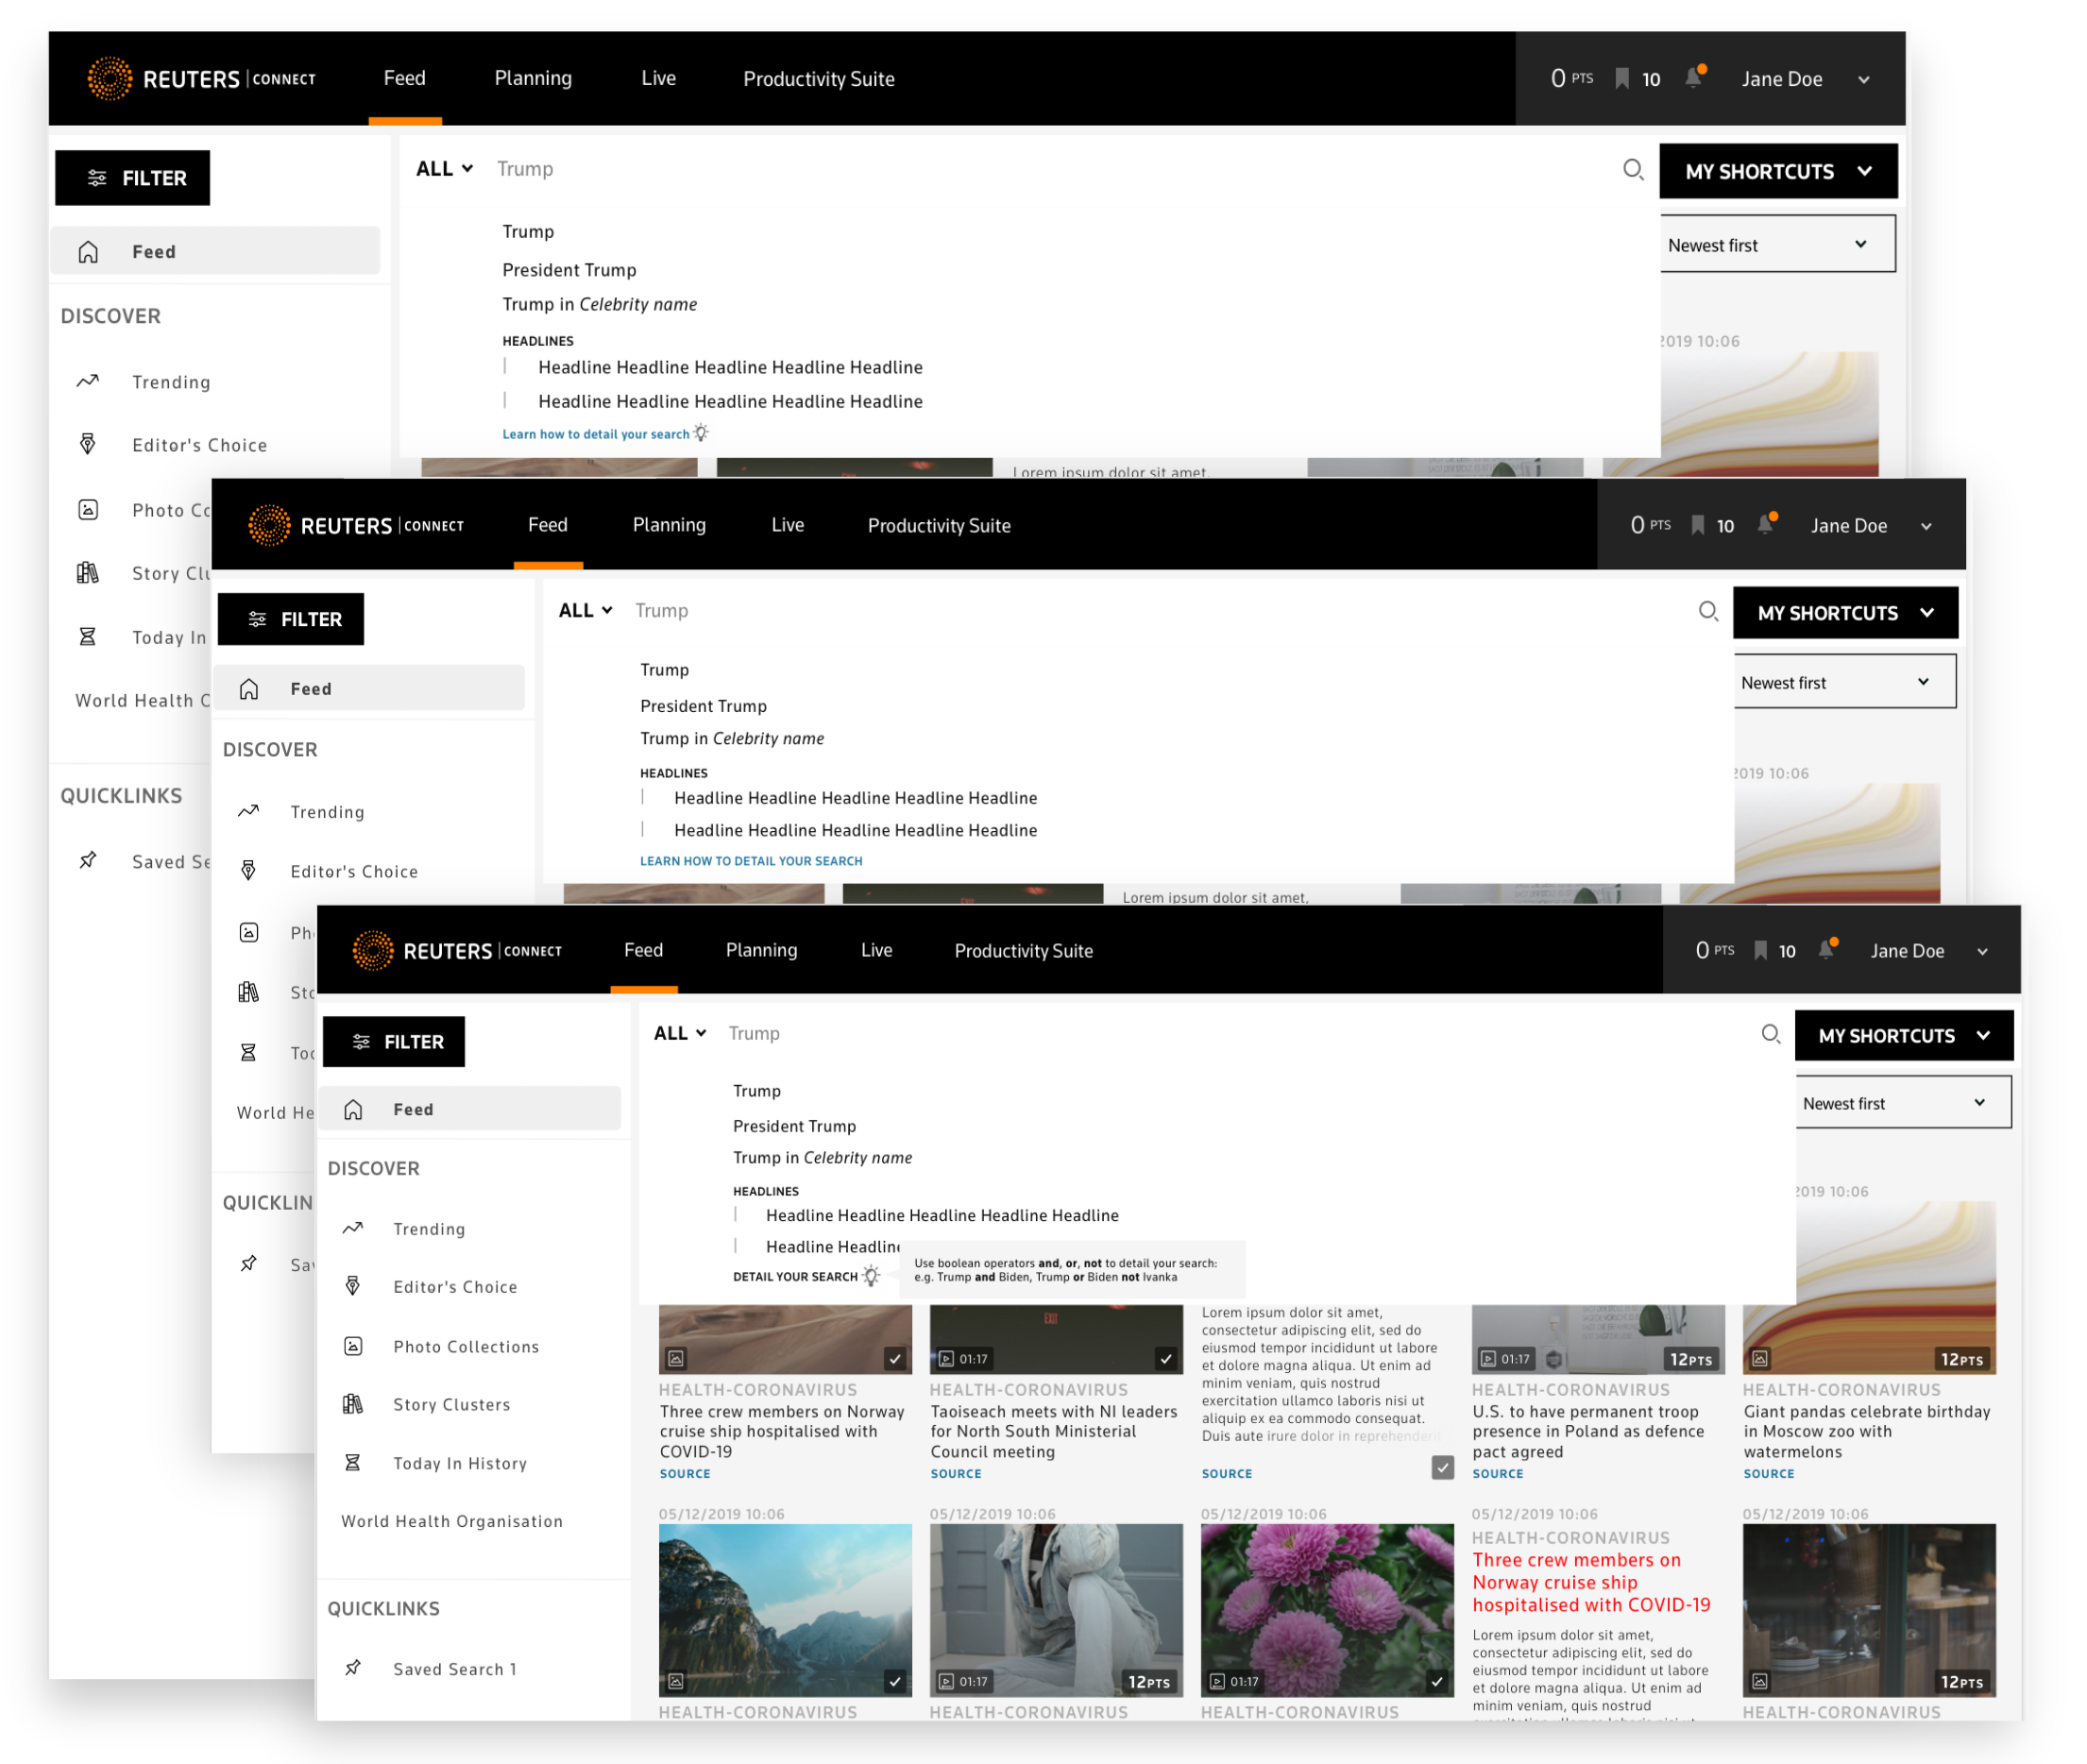 REUTERS CONNECT
Feed
Planning
Live
Productivity Suite
0 PTS
10
Jane Doe
FILTER
Feed
DISCOVER
Trending
Editor's Choice
Photo Co
Story Clu
Today In
World Health O
QUICKLINKS
Saved Se
ALL
Trump
MY SHORTCUTS
Newest first
Trump
President Trump
Trump in Celebrity name
HEADLINES
Headline Headline Headline Headline Headline
Headline Headline Headline Headline Headline
Learn how to detail your search
2019 10:06
Lorem ipsum dolor sit amet,
REUTERS CONNECT
Feed
Planning
Live
Productivity Suite
0 PTS
10
Jane Doe
FILTER
Feed
DISCOVER
Trending
Editor's Choice
Ph
Sto
Too
World He
QUICKLIN
Sav
ALL
Trump
MY SHORTCUTS
Newest first
Trump
President Trump
Trump in Celebrity name
HEADLINES
Headline Headline Headline Headline Headline
Headline Headline Headline Headline Headline
LEARN HOW TO DETAIL YOUR SEARCH
2019 10:06
Lorem ipsum dolor sit amet,
REUTERS CONNECT
Feed
Planning
Live
Productivity Suite
0 PTS
10
Jane Doe
FILTER
Feed
DISCOVER
Trending
Editor's Choice
Photo Collections
Story Clusters
Today In History
World Health Organisation
QUICKLINKS
Saved Search 1
ALL
Trump
MY SHORTCUTS
Newest first
Trump
President Trump
Trump in Celebrity name
HEADLINES
Headline Headline Headline Headline Headline
Headline Headline
DETAIL YOUR SEARCH
Use boolean operators and, or, not to detail your search:
e.g. Trump and Biden, Trump or Biden not Ivanka
2019 10:06
HEALTH-CORONAVIRUS
Three crew members on Norway
cruise ship hospitalised with
COVID-19
SOURCE
EXIT
01:17
HEALTH-CORONAVIRUS
Taoiseach meets with NI leaders
for North South Ministerial
Council meeting
SOURCE
Lorem ipsum dolor sit amet,
consectetur adipiscing elit, sed do
eiusmod tempor incididunt ut labore
et dolore magna aliqua. Ut enim ad
minim veniam, quis nostrud
exercitation ullamco laboris nisi ut
aliquip ex ea commodo consequat.
Duis aute irure dolor in reprehenderit
SOURCE
01:17
12PTS
HEALTH-CORONAVIRUS
U.S. to have permanent troop
presence in Poland as defence
pact agreed
SOURCE
12PTS
HEALTH-CORONAVIRUS
Giant pandas celebrate birthday
in Moscow zoo with
watermelons
SOURCE
05/12/2019 10:06
HEALTH-CORONAVIRUS
05/12/2019 10:06
01:17
12PTS
HEALTH-CORONAVIRUS
05/12/2019 10:06
01:17
HEALTH-CORONAVIRUS
05/12/2019 10:06
HEALTH-CORONAVIRUS
Three crew members on
Norway cruise ship
hospitalised with COVID-19
Lorem ipsum dolor sit amet,
consectetur adipiscing elit, sed do
eiusmod tempor incididunt ut labore
et dolore magna aliqua. Ut enim ad
minim veniam, quis nostrud
05/12/2019 10:06
12PTS
HEALTH-CORONAVIRUS